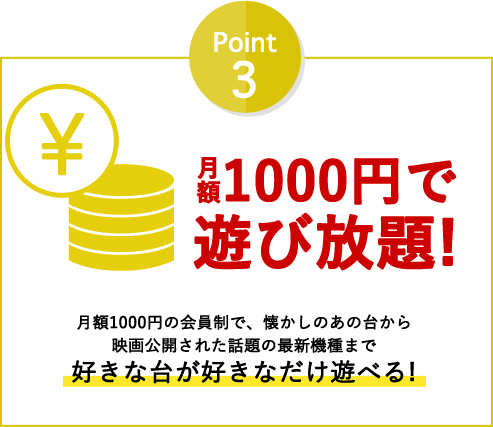 Point
3
¥
月額1000円で
遊び放題!
月額1000円の会員制で、懐かしのあの台から
映画公開された話題の最新機種まで
好きな台が好きなだけ遊べる!